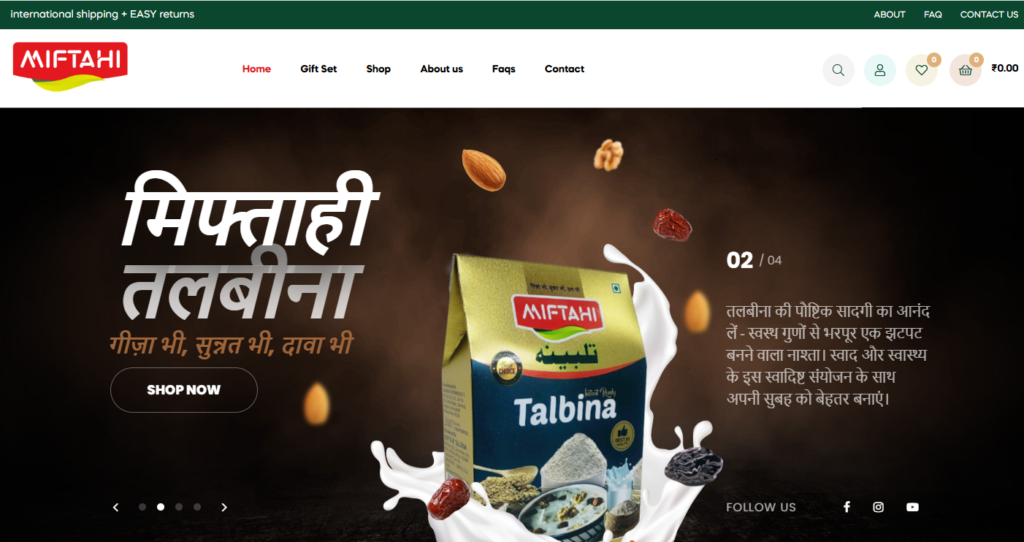 international shipping + EASY returns
ABOUT FAQ CONTACT US
MIFTAHI
Home Gift Set Shop About us Faqs Contact
0 0 ₹0.00
मिफ्ताही
तलबीना
गीज़ा भी, सुन्नत भी, दावा भी
SHOP NOW
MIFTAHI
تلبينه
CHOICE
Talbina
02 / 04
तलबीना की पौष्टिक सादगी का आनंद
लें - स्वस्थ गुणों से भरपूर एक झटपट
बनने वाला नाश्ता। स्वाद और स्वास्थ्य
के इस स्वादिष्ट संयोजन के साथ
अपनी सुबह को बेहतर बनाएं।
FOLLOW US